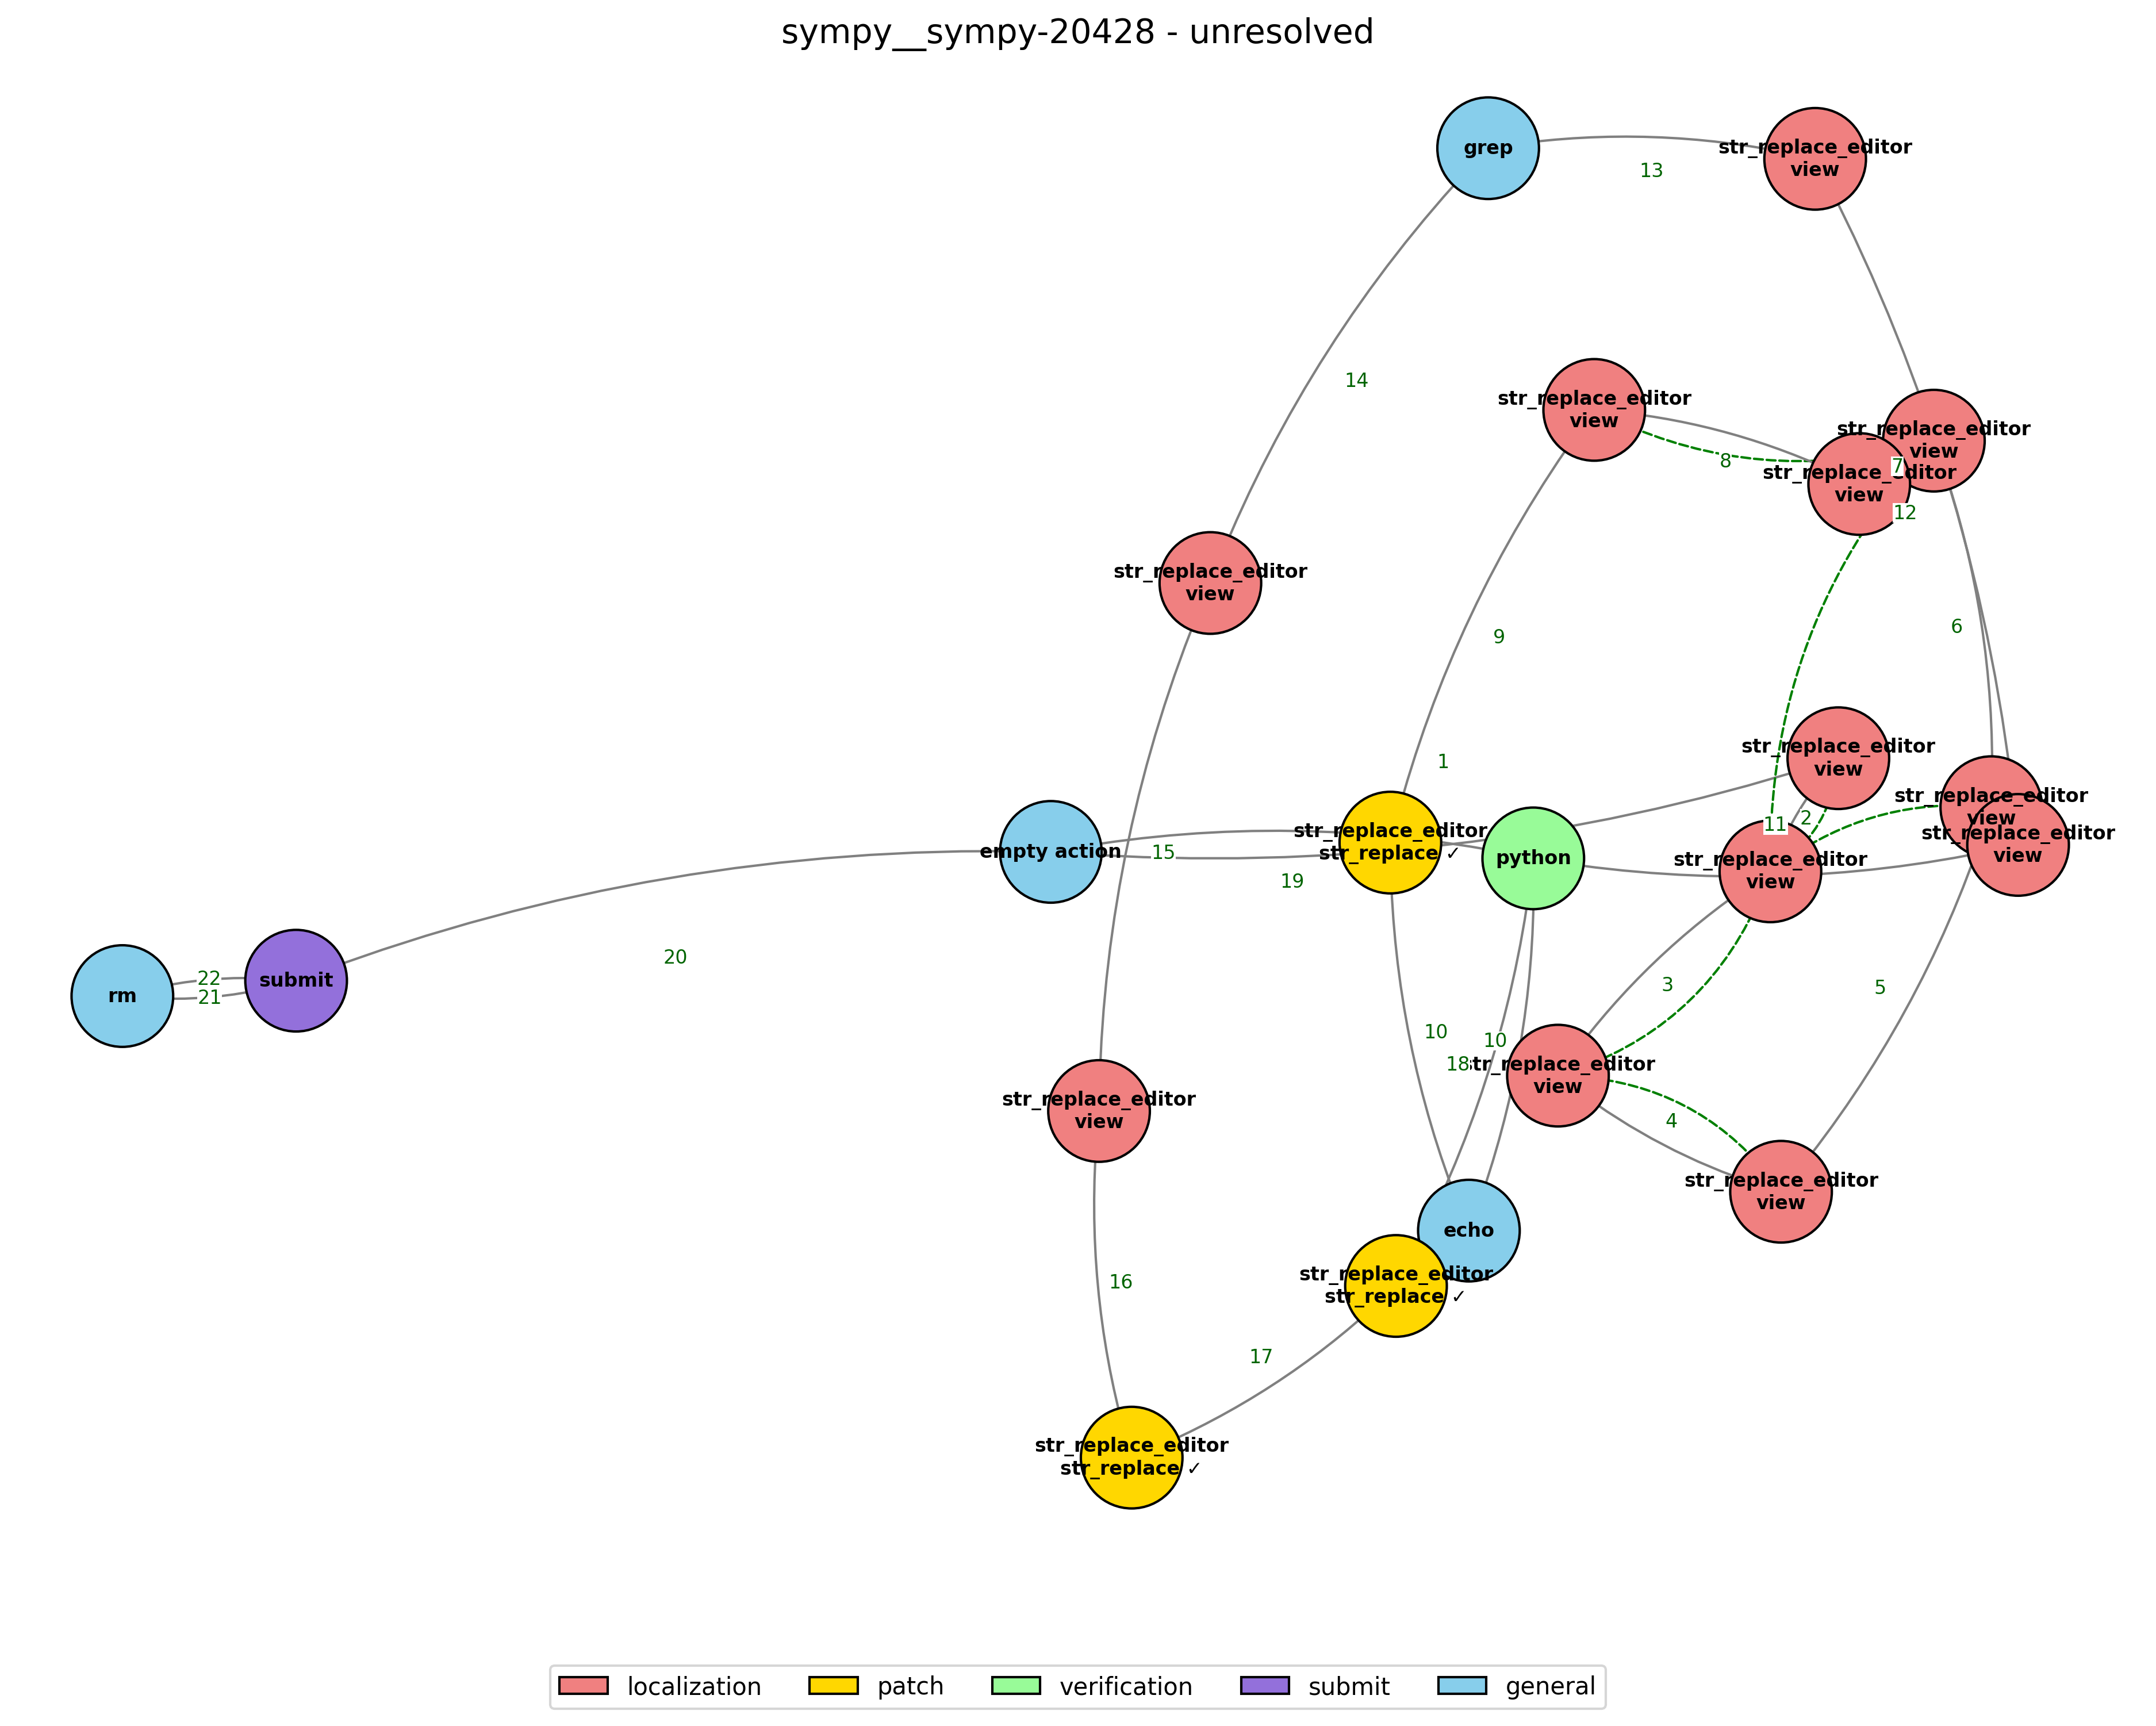 sympy__sympy-20428 - unresolved
grep
str_replace_editor
view
13
14
str_replace_editor
view
str_replace_editor
view
8
7
str_replace_editor
view
12
str_replace_editor
view
9
6
1
str_replace_editor
view
2
11
str_replace_editor
view
str_replace_editor
view
str_replace_editor
str_replace ✓
python
str_replace_editor
view
empty action
15
19
20
rm
22
21
submit
3
5
10
10
18
str_replace_editor
view
4
str_replace_editor
view
str_replace_editor
view
echo
16
str_replace_editor
str_replace ✓
17
str_replace_editor
str_replace ✓
localization
patch
verification
submit
general